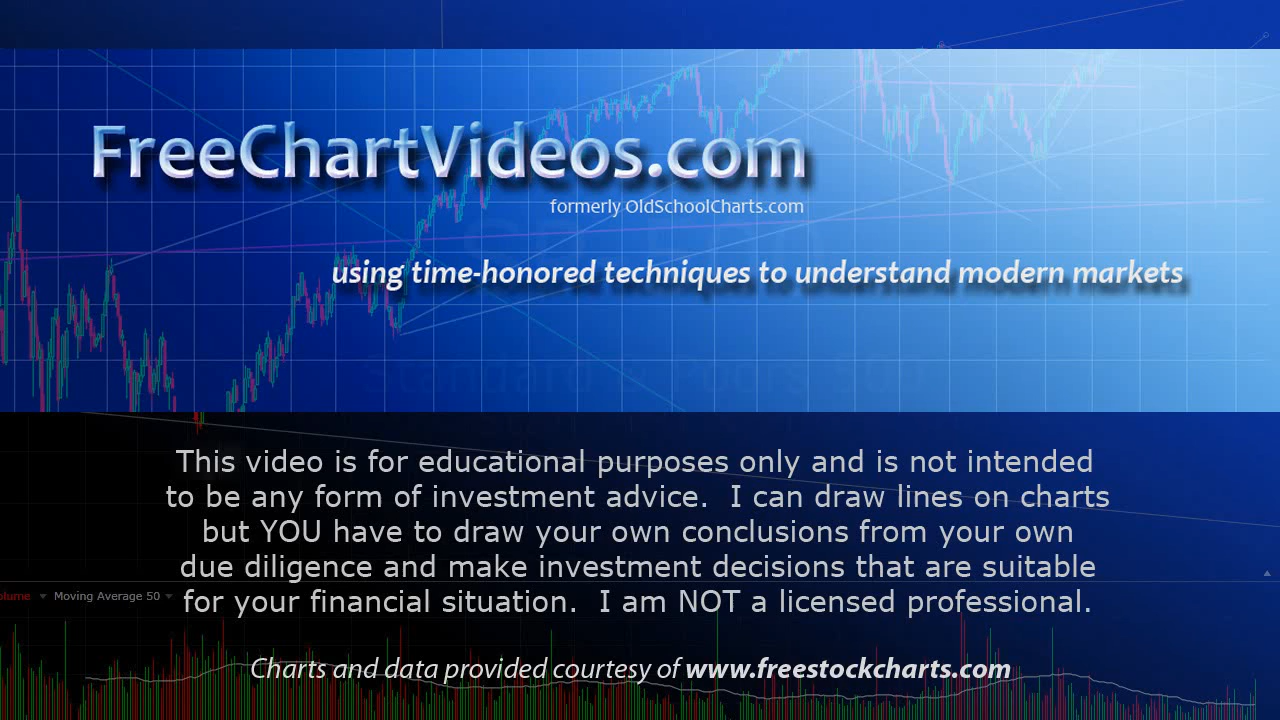 FreeChartVideos.com
formerly OldSchoolCharts.com
using time-honored techniques to understand modern markets
This video is for educational purposes only and is not intended
to be any form of investment advice.  I can draw lines on charts
but YOU have to draw your own conclusions from your own
due diligence and make investment decisions that are suitable
for your financial situation.  I am NOT a licensed professional.
Moving Average 50
Charts and data provided courtesy of www.freestockcharts.com